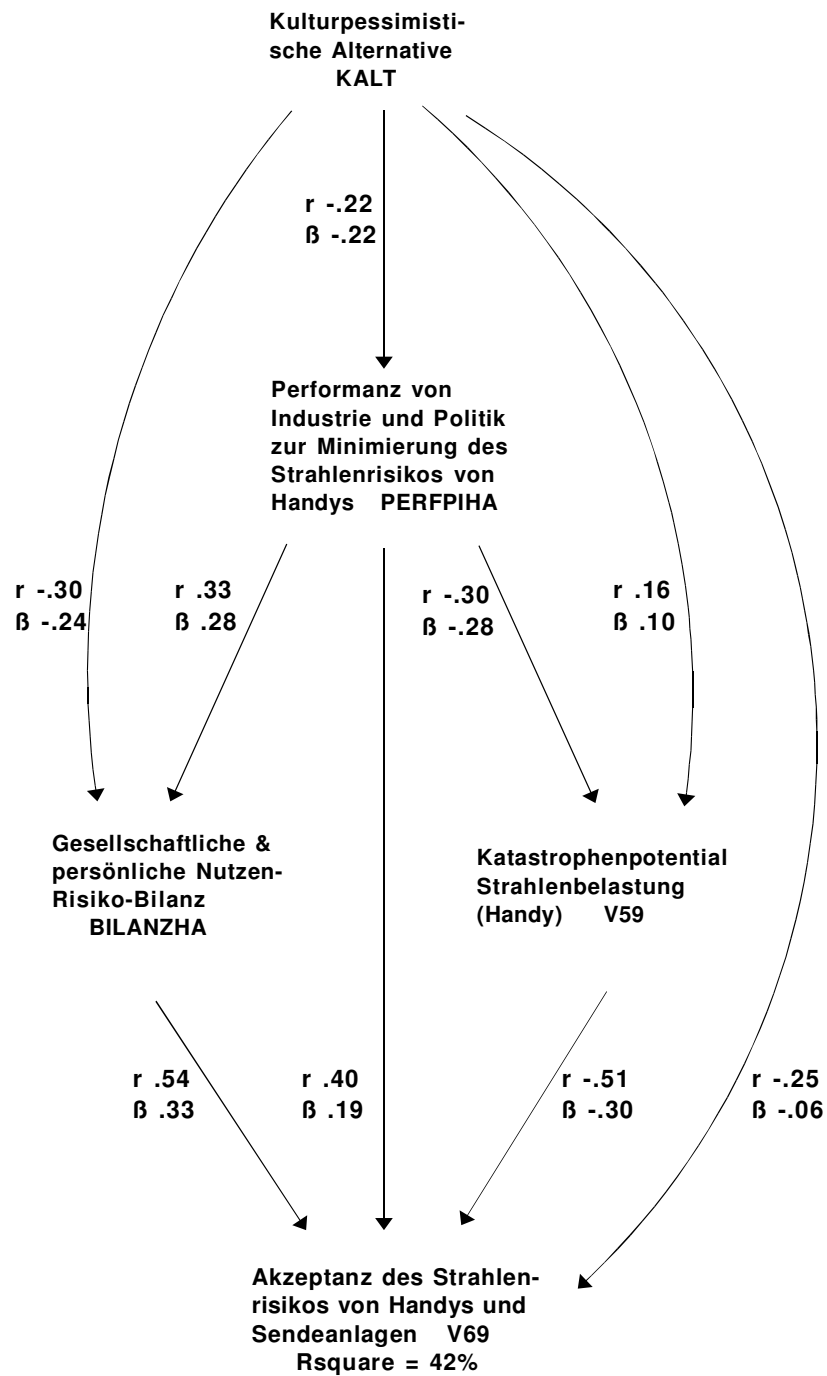 Kulturpessimisti-
sche Alternative
KALT
r -.22
ß -.22
Performanz von
Industrie und Politik
zur Minimierung des
Strahlenrisikos von
Handys PERFPIHA
r -.30
ß -.24
r .33
ß .28
r -.30
ß -.28
r .16
ß .10
Gesellschaftliche &
persönliche Nutzen-
Risiko-Bilanz
BILANZHA
Katastrophenpotential
Strahlenbelastung
(Handy) V59
r .54
ß .33
r .40
ß .19
r -.51
ß -.30
r -.25
ß -.06
Akzeptanz des Strahlen-
risikos von Handys und
Sendeanlagen V69
Rsquare = 42%